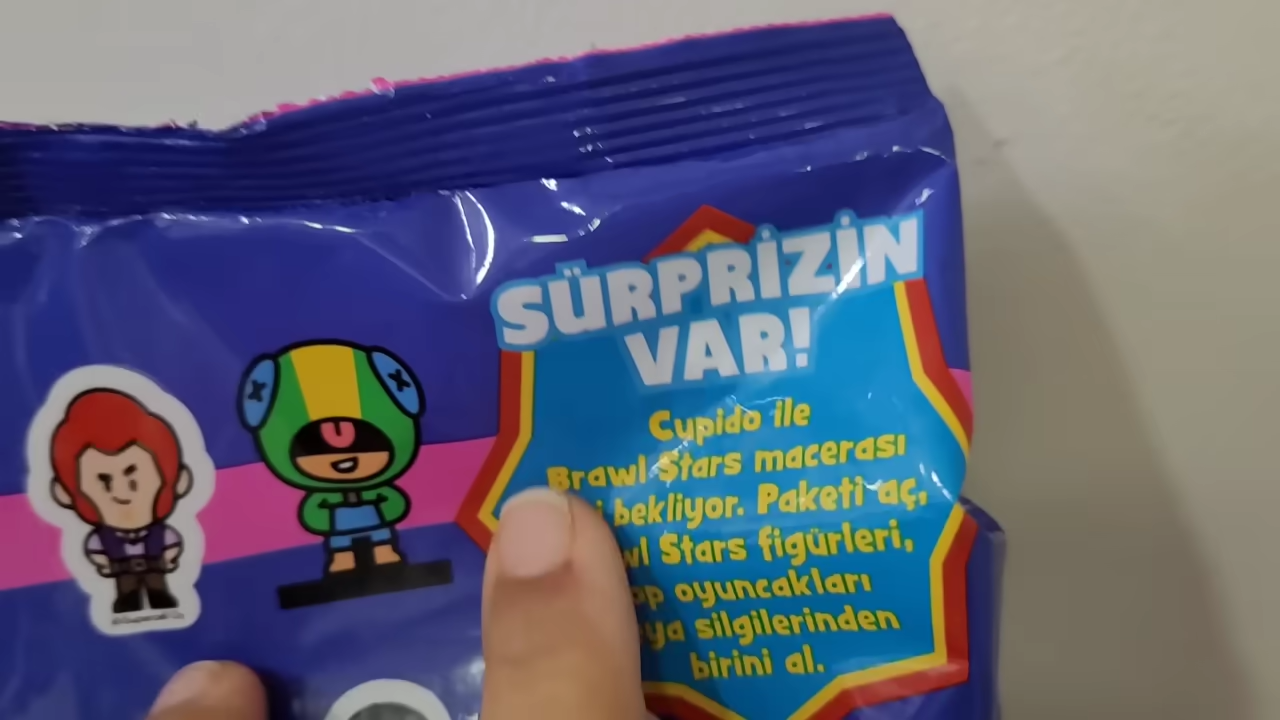 SÜRPRİZİN
VAR!
Cupido ile
Brawl Stars macerası
bekliyor. Paketi aç,
Stars figürleri,
oyuncakları
silgilerinden
birini al.